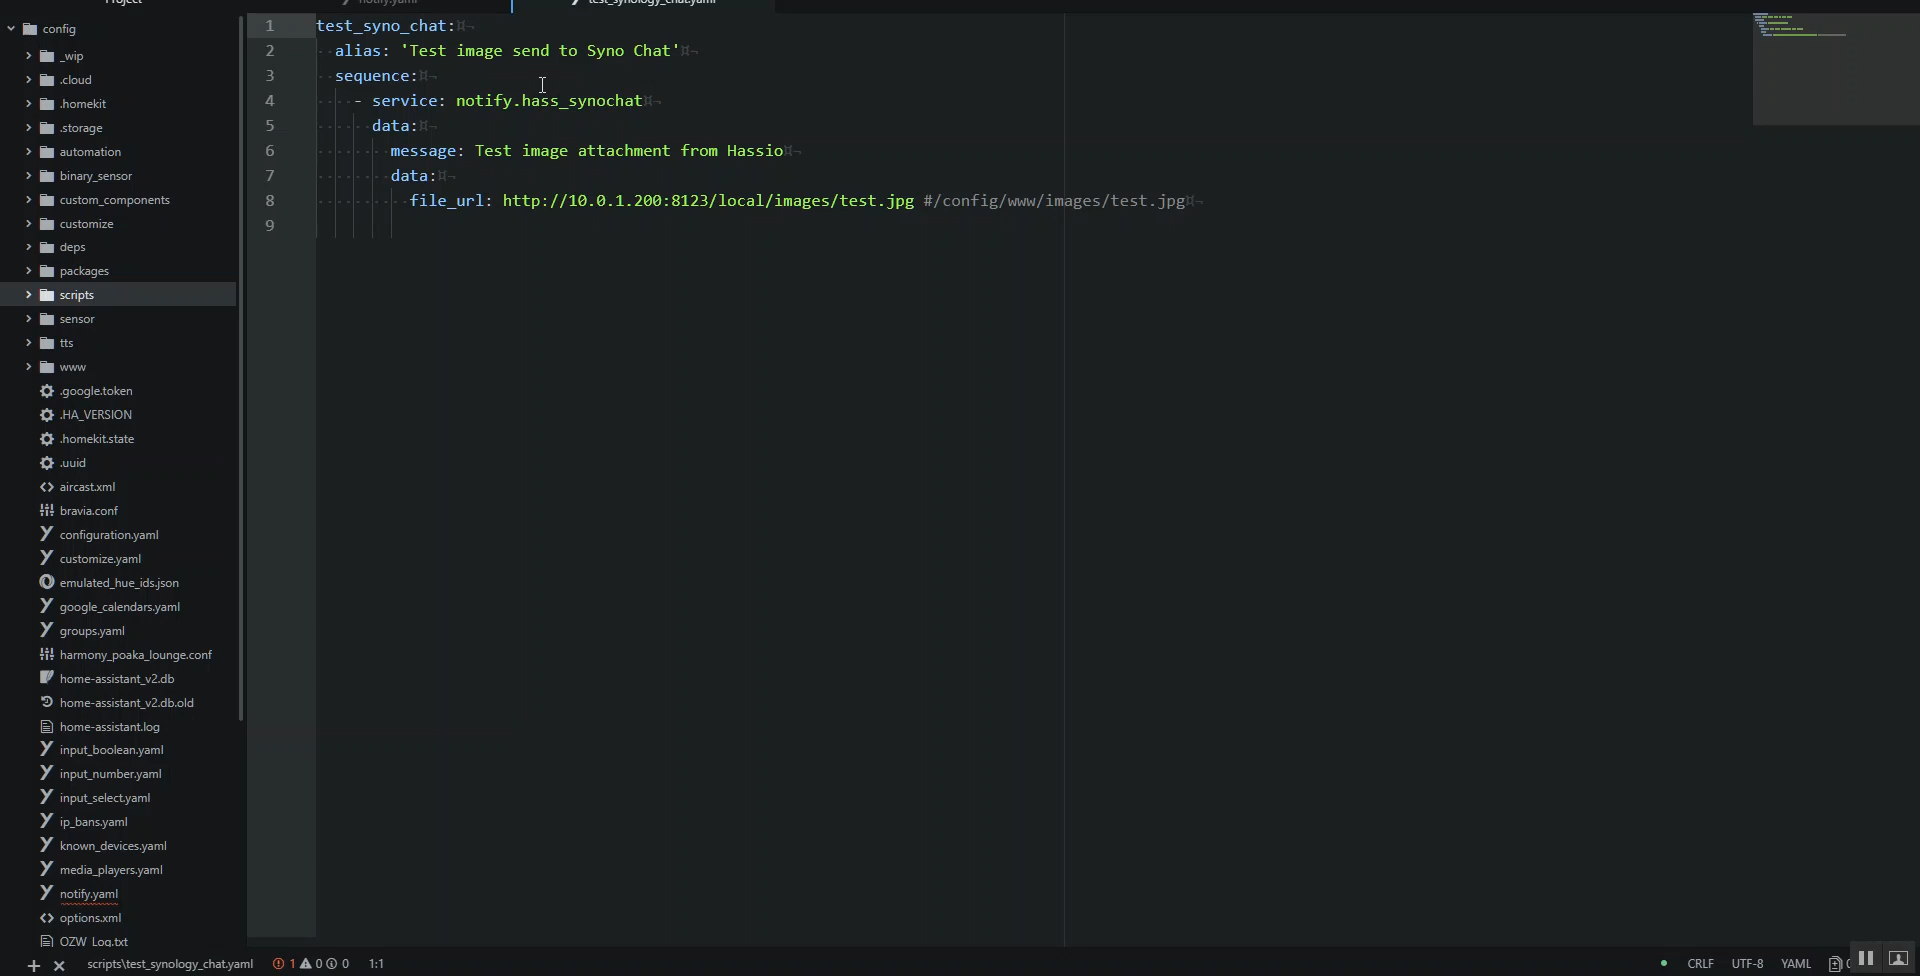 Project
notify.yaml
test_synology_chat.yaml
config
_wip
.cloud
.homekit
.storage
automation
binary_sensor
custom_components
customize
deps
packages
scripts
sensor
tts
www
.google.token
.HA_VERSION
.homekit.state
.uuid
aircast.xml
bravia.conf
configuration.yaml
customize.yaml
emulated_hue_ids.json
google_calendars.yaml
groups.yaml
harmony_poaka_lounge.conf
home-assistant_v2.db
home-assistant_v2.db.old
home-assistant.log
input_boolean.yaml
input_number.yaml
input_select.yaml
ip_bans.yaml
known_devices.yaml
media_players.yaml
notify.yaml
options.xml
OZW_Log.txt
1 test_syno_chat:¤¬
2 ··alias: 'Test image send to Syno Chat'¤¬
3 ··sequence:¤¬
4 ····- service: notify.hass_synochat¤¬
5 ······data:¤¬
6 ········message: Test image attachment from Hassio¤¬
7 ········data:¤¬
8 ··········file_url: http://10.0.1.200:8123/local/images/test.jpg #/config/www/images/test.jpg¤¬
9
scripts\test_synology_chat.yaml 1 0 0 1:1
CRLF UTF-8 YAML